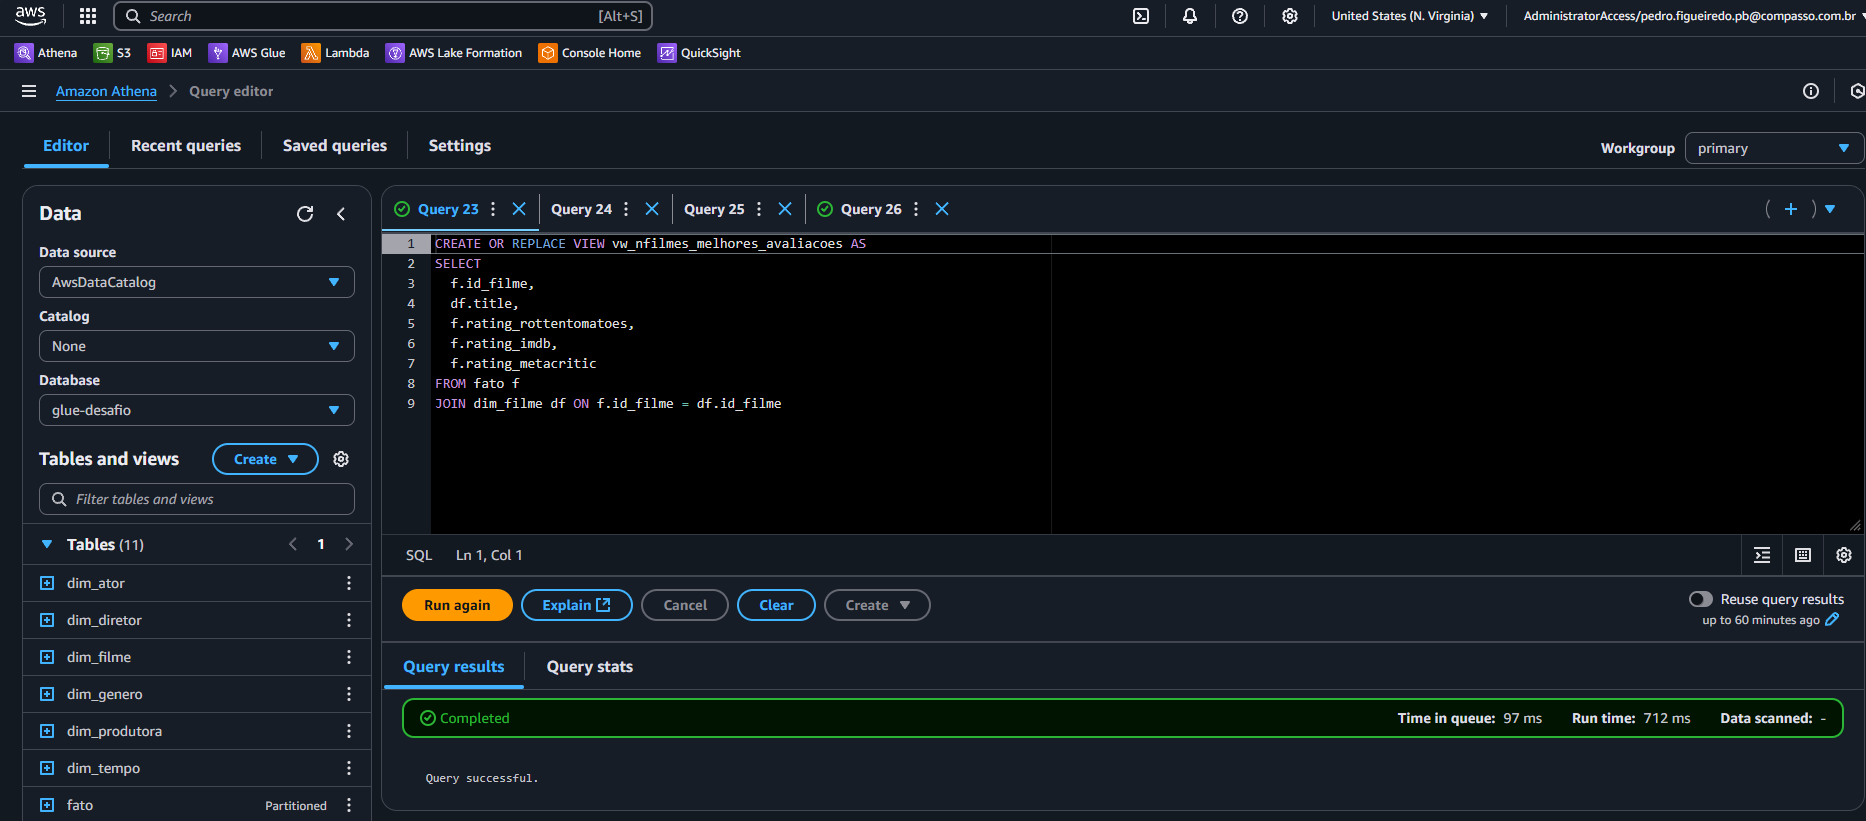 aws
Search [Alt+S]
United States (N. Virginia)
AdministratorAccess/pedro.figueiredo.pb@compasso.com.br
Athena S3 IAM AWS Glue Lambda AWS Lake Formation Console Home QuickSight
Amazon Athena Query editor
Editor Recent queries Saved queries Settings
Workgroup primary
Data
Data source
AwsDataCatalog
Catalog
None
Database
glue-desafio
Tables and views Create
Filter tables and views
Tables (11) 1
dim_ator
dim_diretor
dim_filme
dim_genero
dim_produtora
dim_tempo
fato Partitioned
Query 23 Query 24 Query 25 Query 26
1 CREATE OR REPLACE VIEW vw_nfilmes_melhores_avaliacoes AS
2 SELECT
3 f.id_filme,
4 df.title,
5 f.rating_rottentomatoes,
6 f.rating_imdb,
7 f.rating_metacritic
8 FROM fato f
9 JOIN dim_filme df ON f.id_filme = df.id_filme
SQL Ln 1, Col 1
Run again Explain Cancel Clear Create
Reuse query results
up to 60 minutes ago
Query results Query stats
Completed Time in queue: 97 ms Run time: 712 ms Data scanned: -
Query successful.